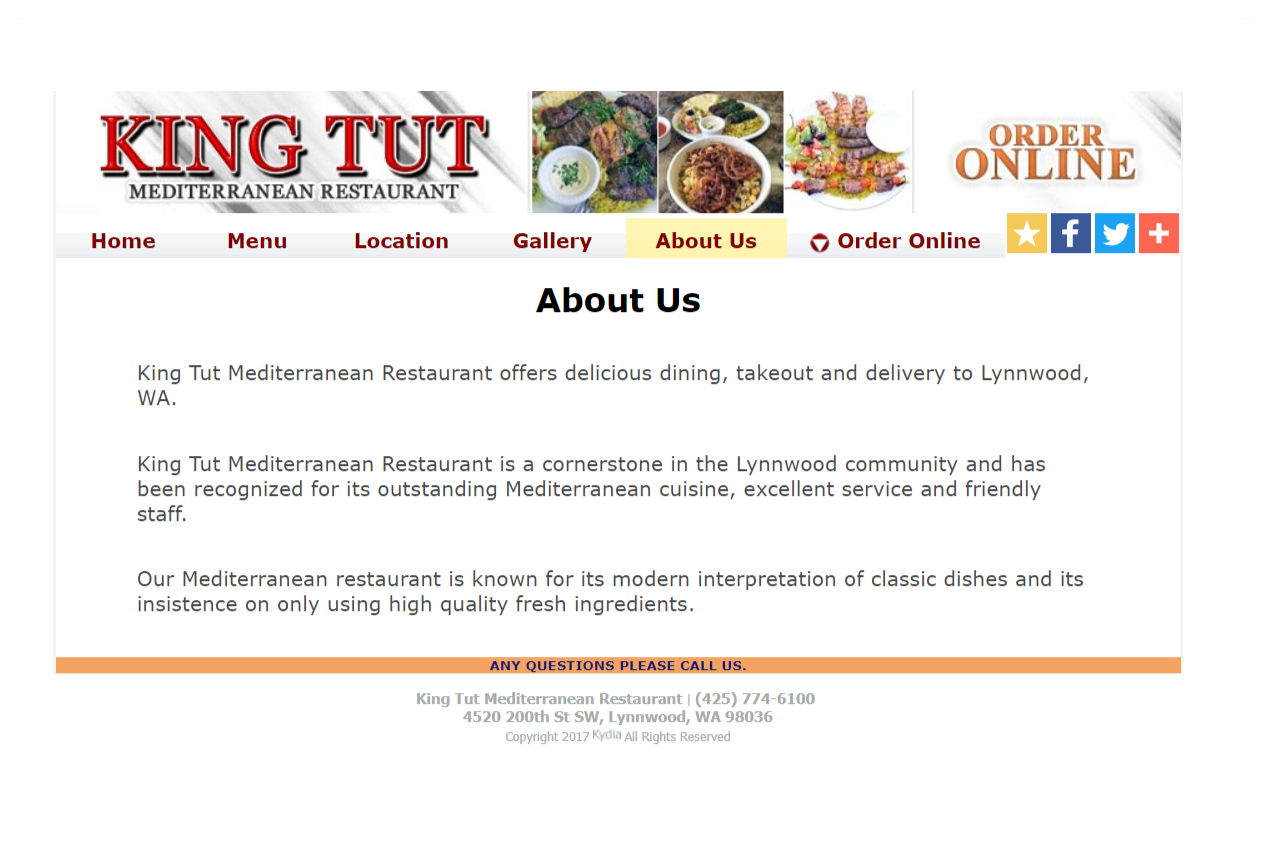 KING TUT
MEDITERRANEAN RESTAURANT
ORDER
ONLINE
Home Menu Location Gallery About Us Order Online
About Us
King Tut Mediterranean Restaurant offers delicious dining, takeout and delivery to Lynnwood,
WA.
King Tut Mediterranean Restaurant is a cornerstone in the Lynnwood community and has
been recognized for its outstanding Mediterranean cuisine, excellent service and friendly
staff.
Our Mediterranean restaurant is known for its modern interpretation of classic dishes and its
insistence on only using high quality fresh ingredients.
ANY QUESTIONS PLEASE CALL US.
King Tut Mediterranean Restaurant | (425) 774-6100
4520 200th St SW, Lynnwood, WA 98036
Copyright 2017 Kydia All Rights Reserved